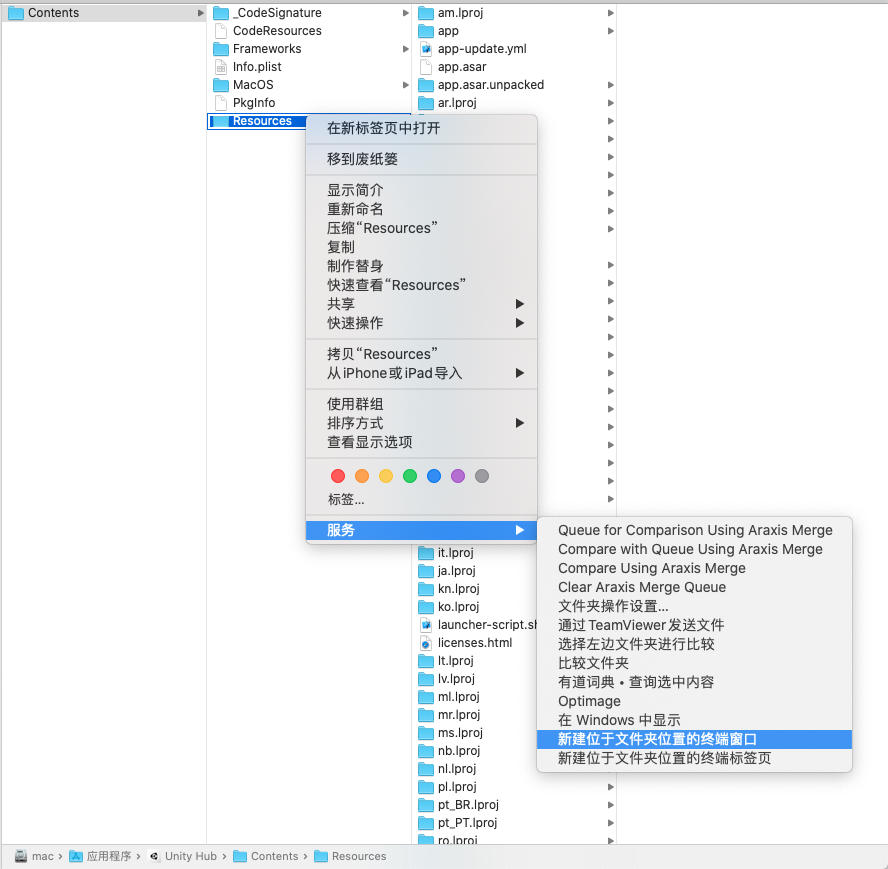 Contents
_CodeSignature
CodeResources
Frameworks
Info.plist
MacOS
PkgInfo
Resources
am.lproj
app
app-update.yml
app.asar
app.asar.unpacked
ar.lproj
在新标签页中打开
移到废纸篓
显示简介
重新命名
压缩“Resources”
复制
制作替身
快速查看“Resources”
共享
快速操作
拷贝“Resources”
从iPhone或iPad导入
使用群组
排序方式
查看显示选项
标签...
服务
Queue for Comparison Using Araxis Merge
Compare with Queue Using Araxis Merge
Compare Using Araxis Merge
Clear Araxis Merge Queue
文件夹操作设置...
通过TeamViewer发送文件
选择左边文件夹进行比较
比较文件夹
有道词典 • 查询选中内容
Optimage
在 Windows 中显示
新建位于文件夹位置的终端窗口
新建位于文件夹位置的终端标签页
it.lproj
ja.lproj
kn.lproj
ko.lproj
launcher-script.sh
licenses.html
lt.lproj
lv.lproj
ml.lproj
mr.lproj
ms.lproj
nb.lproj
nl.lproj
pl.lproj
pt_BR.lproj
pt_PT.lproj
ro.lproj
mac › 应用程序 › Unity Hub › Contents › Resources